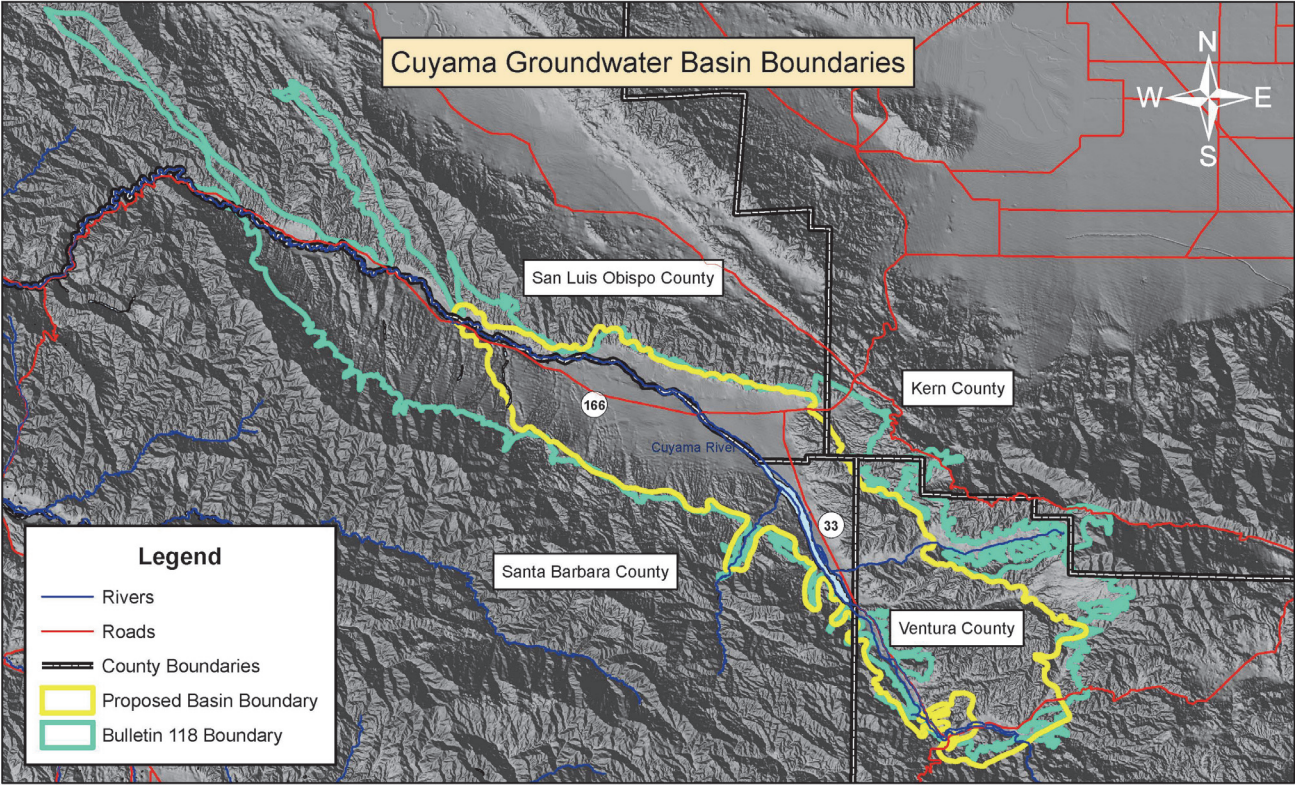 Cuyama Groundwater Basin Boundaries
N
W E
S
San Luis Obispo County
Kern County
166
Cuyama River
33
Santa Barbara County
Ventura County
Legend
Rivers
Roads
County Boundaries
Proposed Basin Boundary
Bulletin 118 Boundary